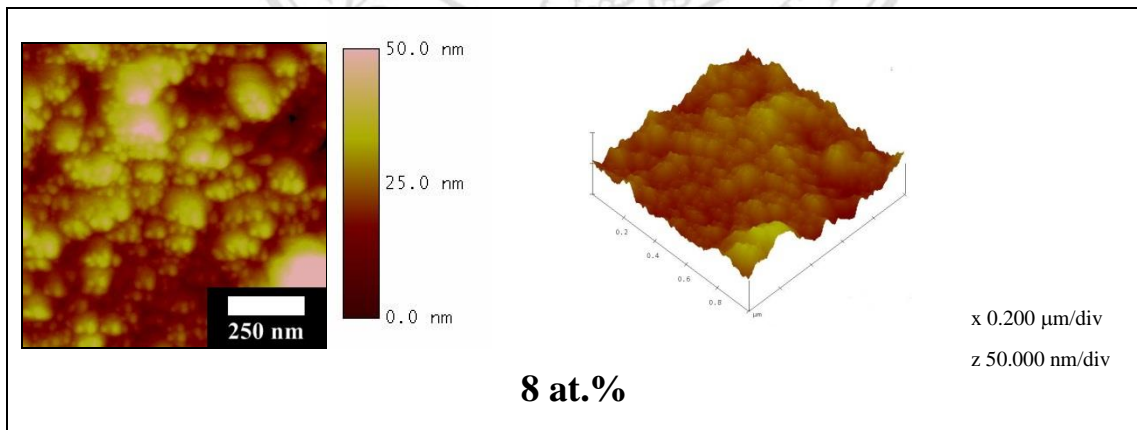 50.0 nm
25.0 nm
0.0 nm
250 nm
0.2
0.4
0.6
0.8
µm
x 0.200 µm/div
z 50.000 nm/div
8 at.%